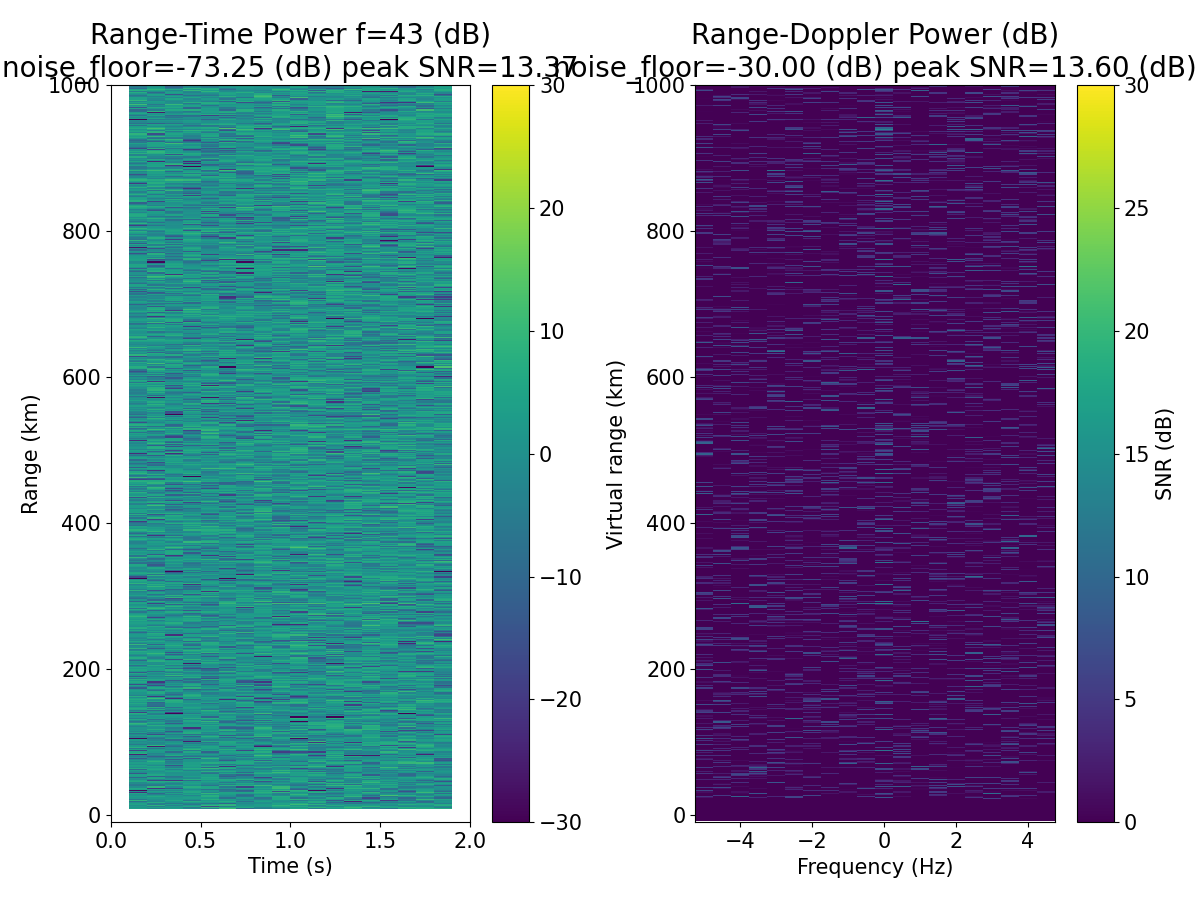 Range-Time Power f=43 (dB)
noise_floor=-73.25 (dB) peak SNR=13.37
Range-Doppler Power (dB)
noise_floor=-30.00 (dB) peak SNR=13.60 (dB)
1000
800
600
400
200
0
Range (km)
0.0 0.5 1.0 1.5 2.0
Time (s)
30
20
10
0
−10
−20
−30
1000
800
600
400
200
0
Virtual range (km)
−4 −2 0 2 4
Frequency (Hz)
30
25
20
15
10
5
0
SNR (dB)